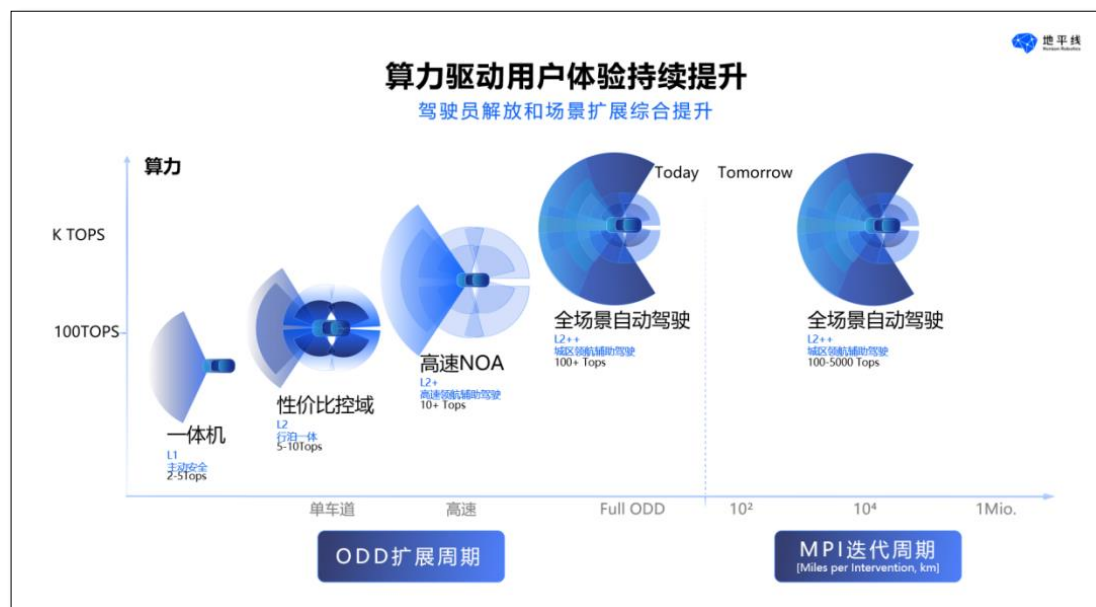 地平线
Horizon Robotics
算力驱动用户体验持续提升
驾驶员解放和场景扩展综合提升
算力
Today
Tomorrow
K TOPS
100TOPS
一体机
L1
主动安全
2-5Tops
性价比控域
L2
行泊一体
5-10Tops
高速NOA
L2+
高速领航辅助驾驶
10+ Tops
全场景自动驾驶
L2++
城区领航辅助驾驶
100+ Tops
全场景自动驾驶
L2++
城区领航辅助驾驶
100-5000 Tops
单车道
高速
Full ODD
10²
10⁴
1Mio.
ODD扩展周期
MPI迭代周期
[Miles per Intervention, km]